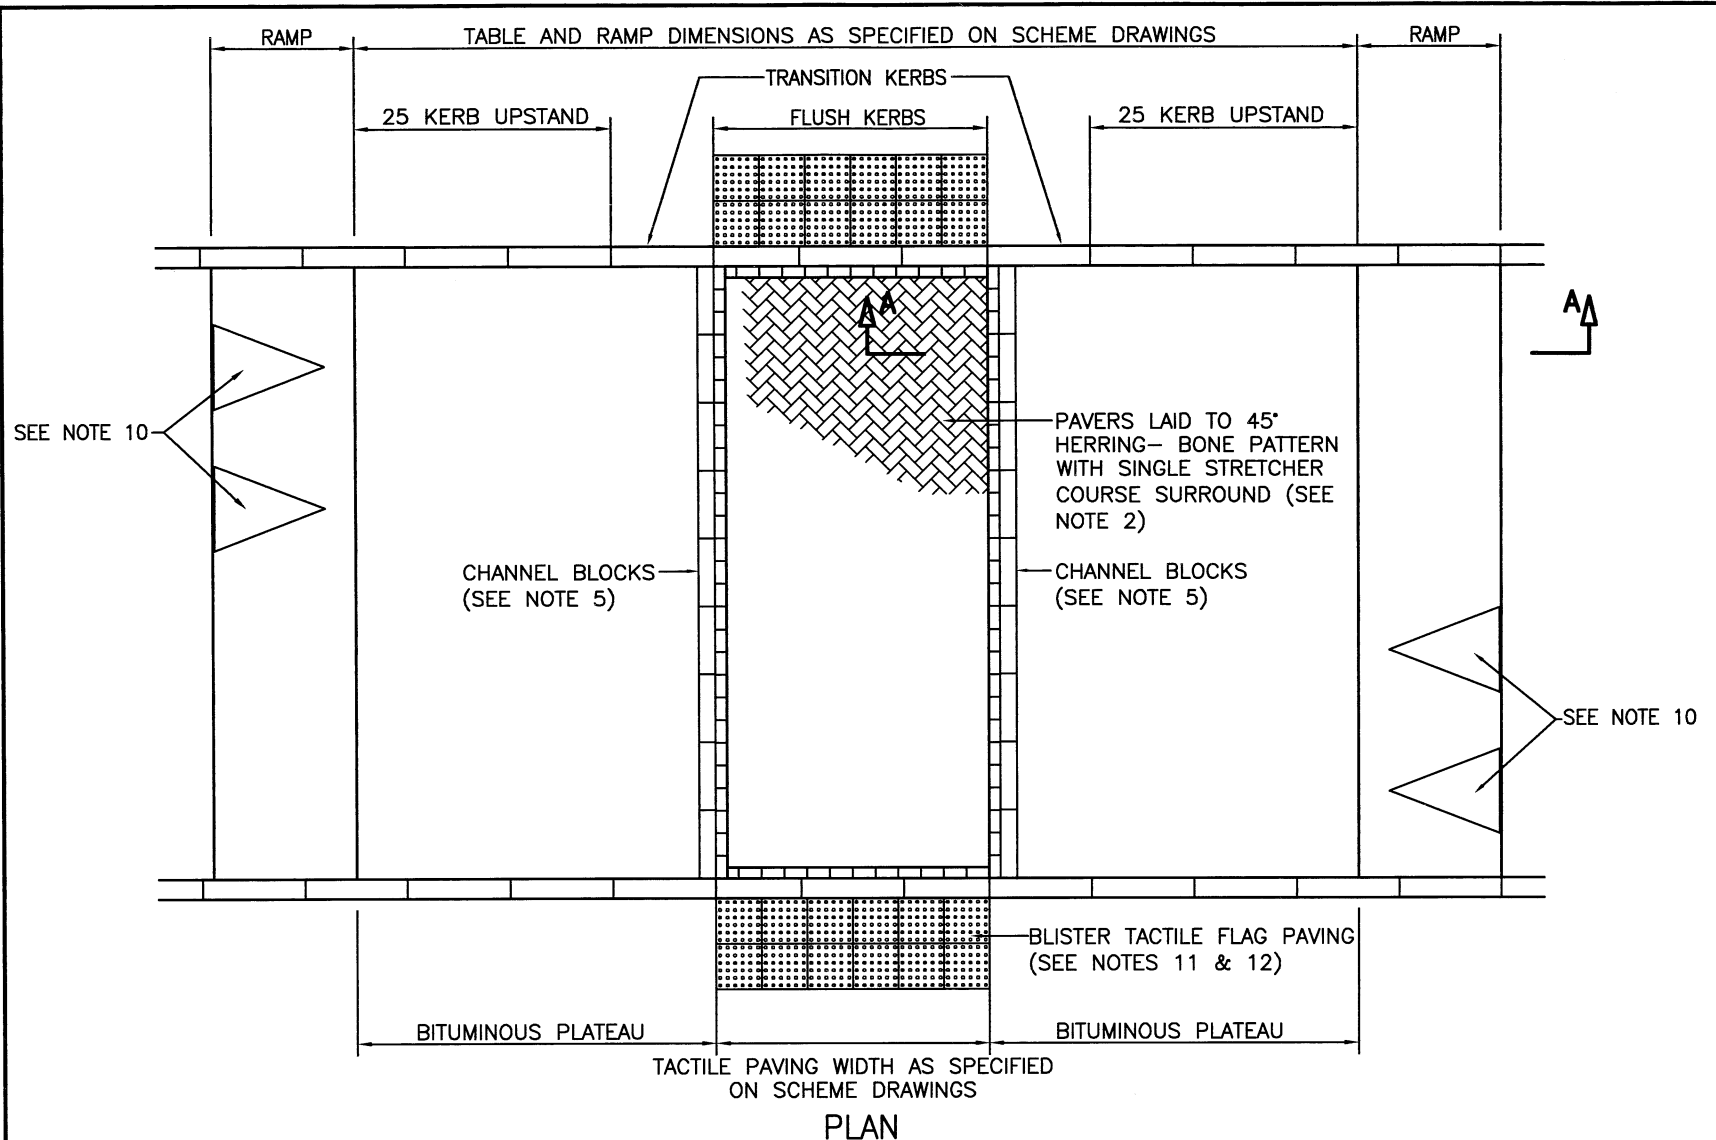 RAMP
TABLE AND RAMP DIMENSIONS AS SPECIFIED ON SCHEME DRAWINGS
RAMP
TRANSITION KERBS
25 KERB UPSTAND
FLUSH KERBS
25 KERB UPSTAND
A
A
SEE NOTE 10
PAVERS LAID TO 45°
HERRING- BONE PATTERN
WITH SINGLE STRETCHER
COURSE SURROUND (SEE
NOTE 2)
CHANNEL BLOCKS
(SEE NOTE 5)
CHANNEL BLOCKS
(SEE NOTE 5)
SEE NOTE 10
BLISTER TACTILE FLAG PAVING
(SEE NOTES 11 & 12)
BITUMINOUS PLATEAU
BITUMINOUS PLATEAU
TACTILE PAVING WIDTH AS SPECIFIED
ON SCHEME DRAWINGS
PLAN